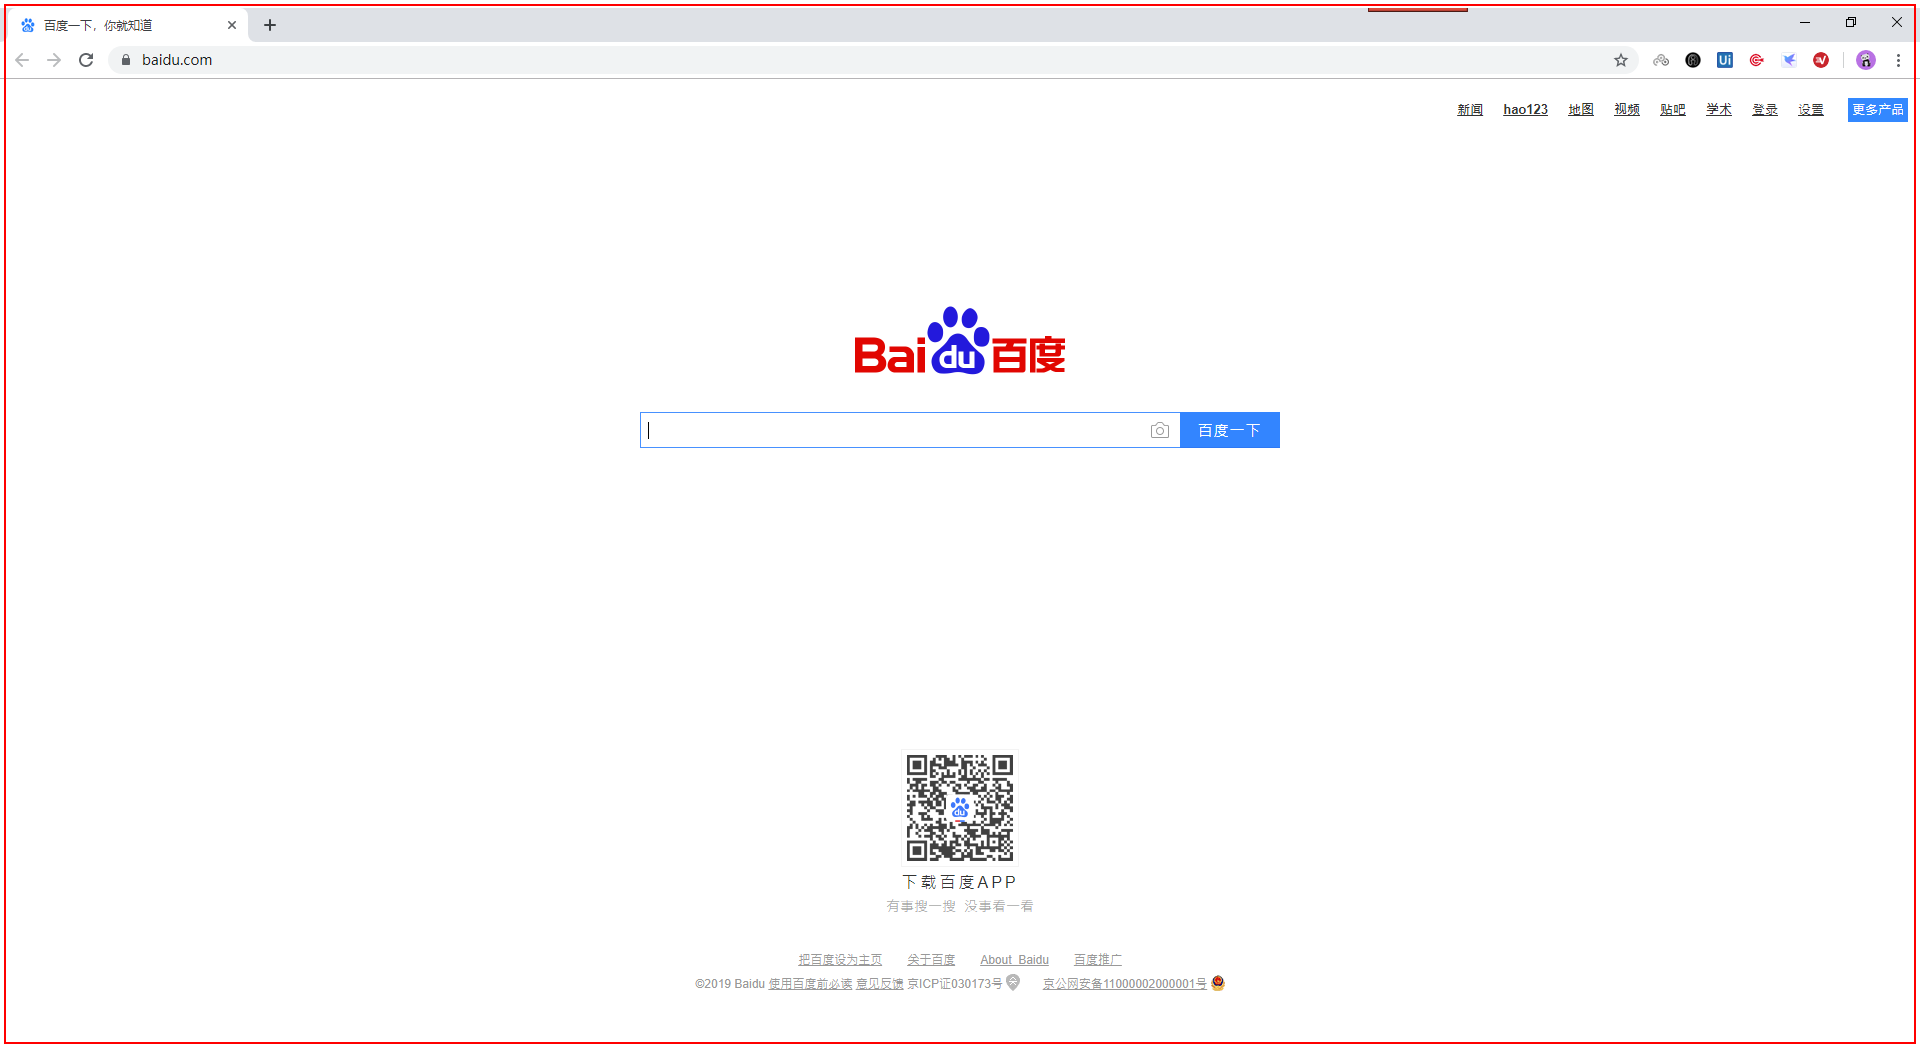 百度一下，你就知道
baidu.com
Ui
新闻 hao123 地图 视频 贴吧 学术 登录 设置 更多产品
Bai du 百度
百度一下
du
下载百度APP
有事搜一搜 没事看一看
把百度设为主页 关于百度 About Baidu 百度推广
©2019 Baidu 使用百度前必读 意见反馈 京ICP证030173号 京公网安备11000002000001号